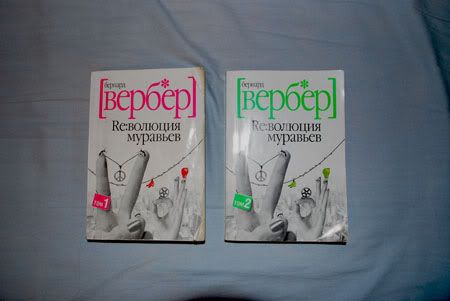 бернард
[вербер]
Re:волюция
муравьев
том 1
бернард
[вербер]
Re:волюция
муравьев
том 2